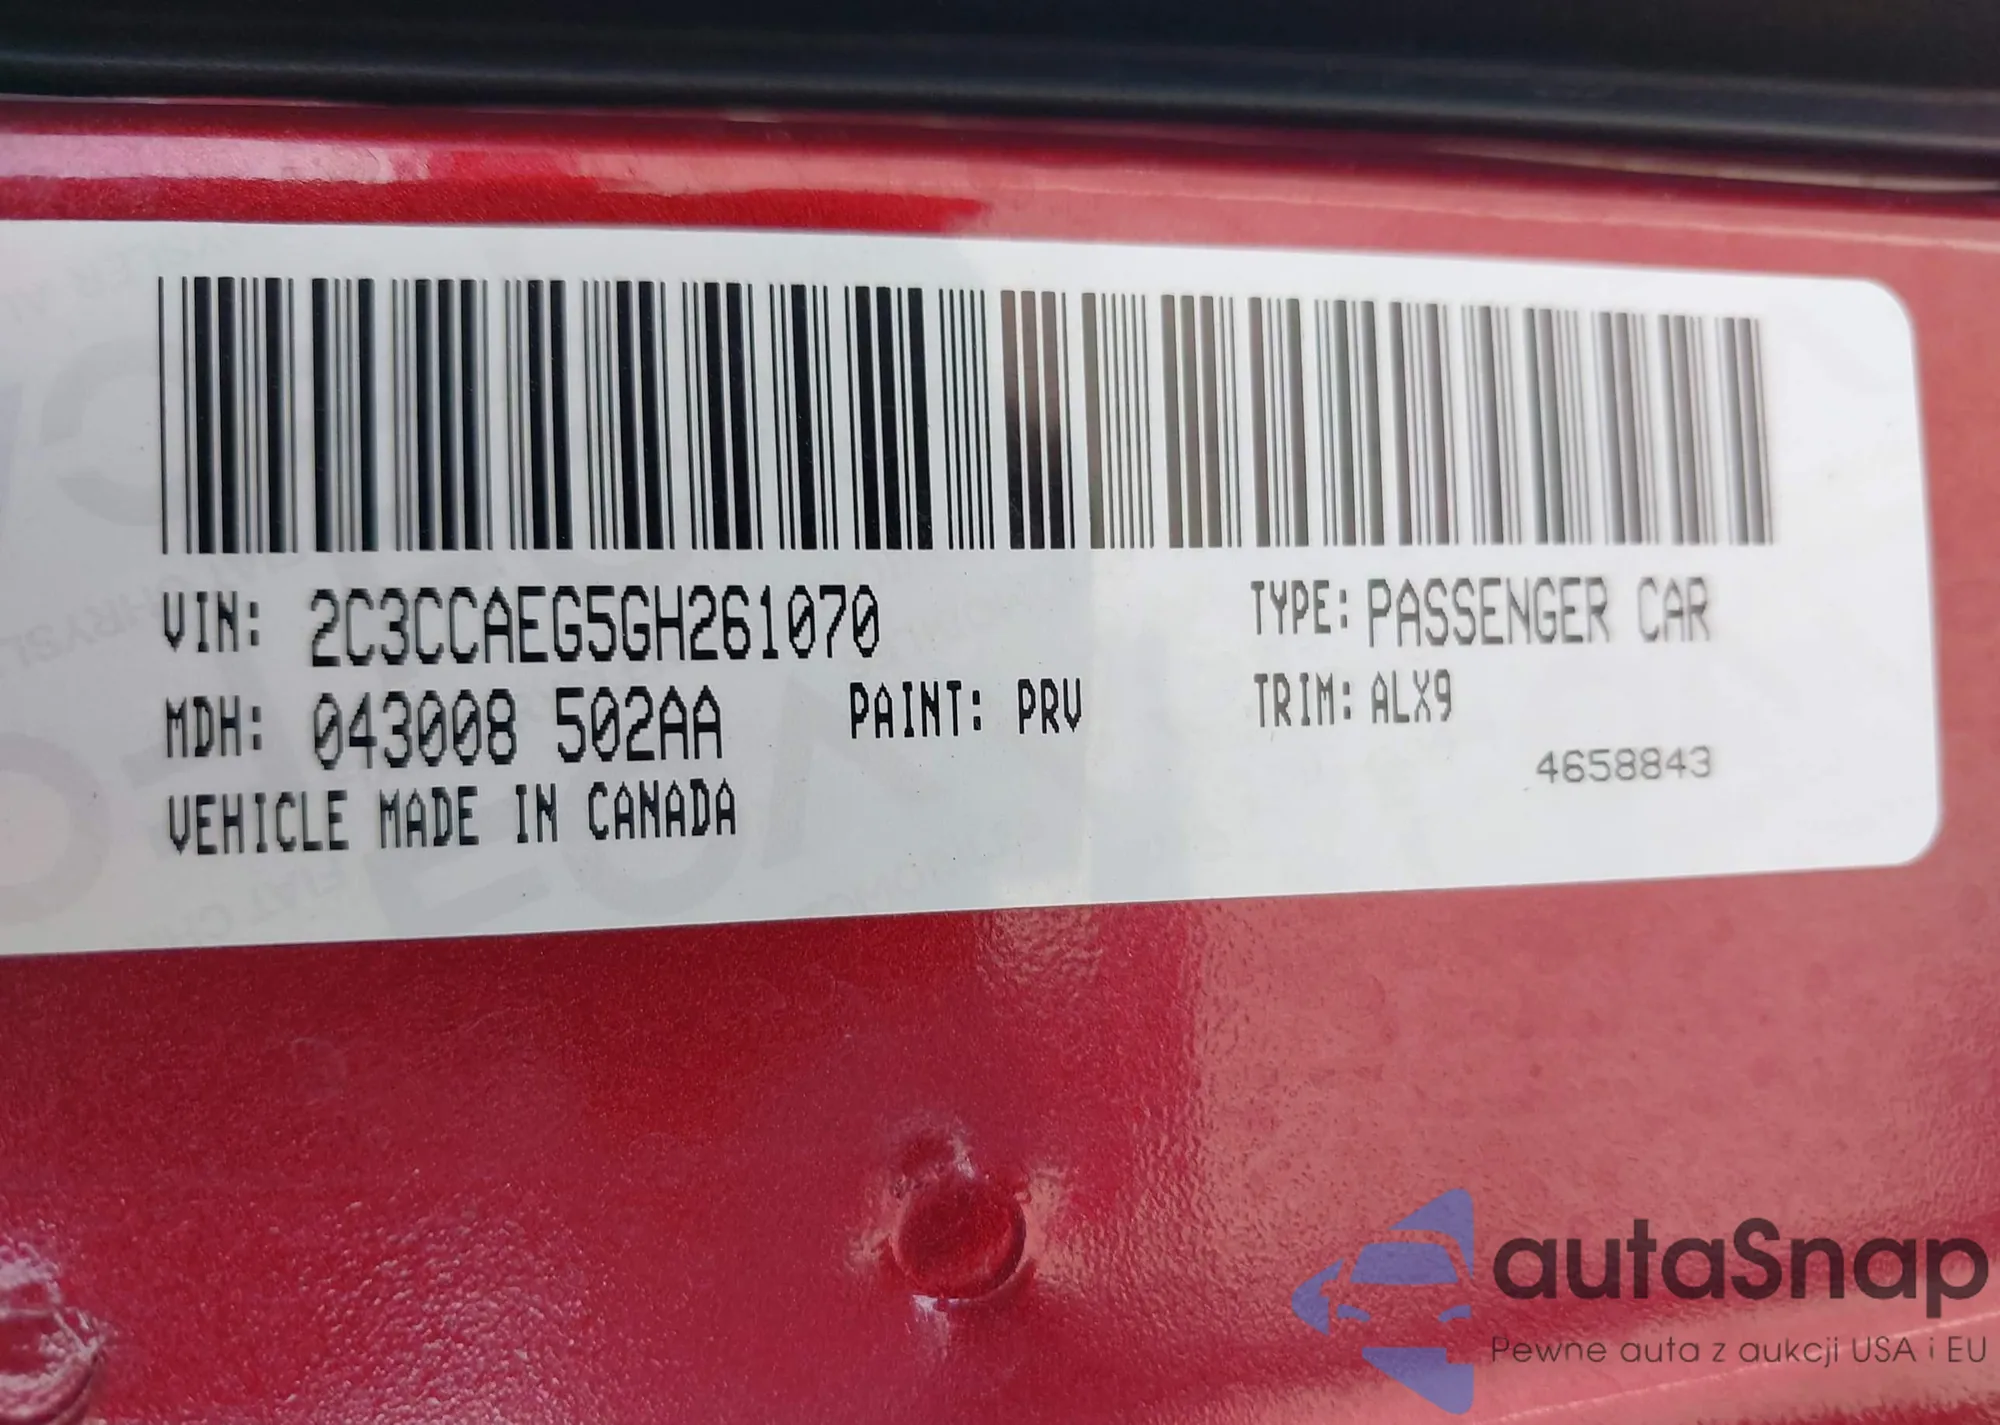 VIN: 2C3CCAEG5GH261070 TYPE: PASSENGER CAR
MDH: 043008 502AA PAINT: PRV TRIM: ALX9
4658843
VEHICLE MADE IN CANADA
autaSnap
Pewne auta z aukcji USA i EU